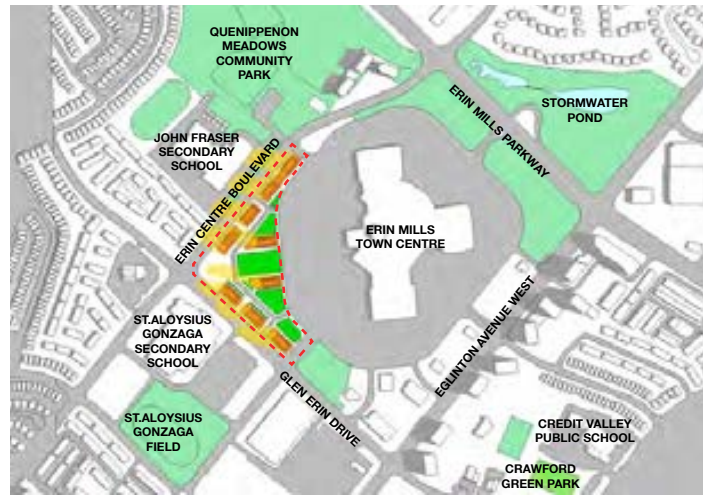 QUENIPPENON
MEADOWS
COMMUNITY
PARK
ERIN MILLS PARKWAY
STORMWATER
POND
JOHN FRASER
SECONDARY
SCHOOL
ERIN CENTRE BOULEVARD
ERIN MILLS
TOWN CENTRE
EGLINTON AVENUE WEST
ST.ALOYSIUS
GONZAGA
SECONDARY
SCHOOL
GLEN ERIN DRIVE
ST.ALOYSIUS
GONZAGA
FIELD
CREDIT VALLEY
PUBLIC SCHOOL
CRAWFORD
GREEN PARK